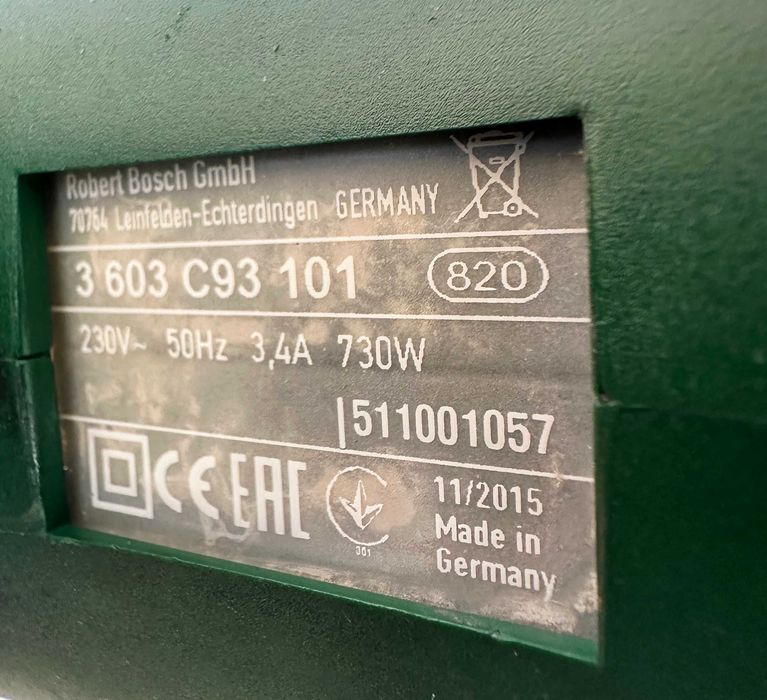 Robert Bosch GmbH
70764 Leinfelden-Echterdingen GERMANY
3 603 C93 101 820
230V~ 50Hz 3,4A 730W
|511001057
CE EAC
301
11/2015
Made in
Germany